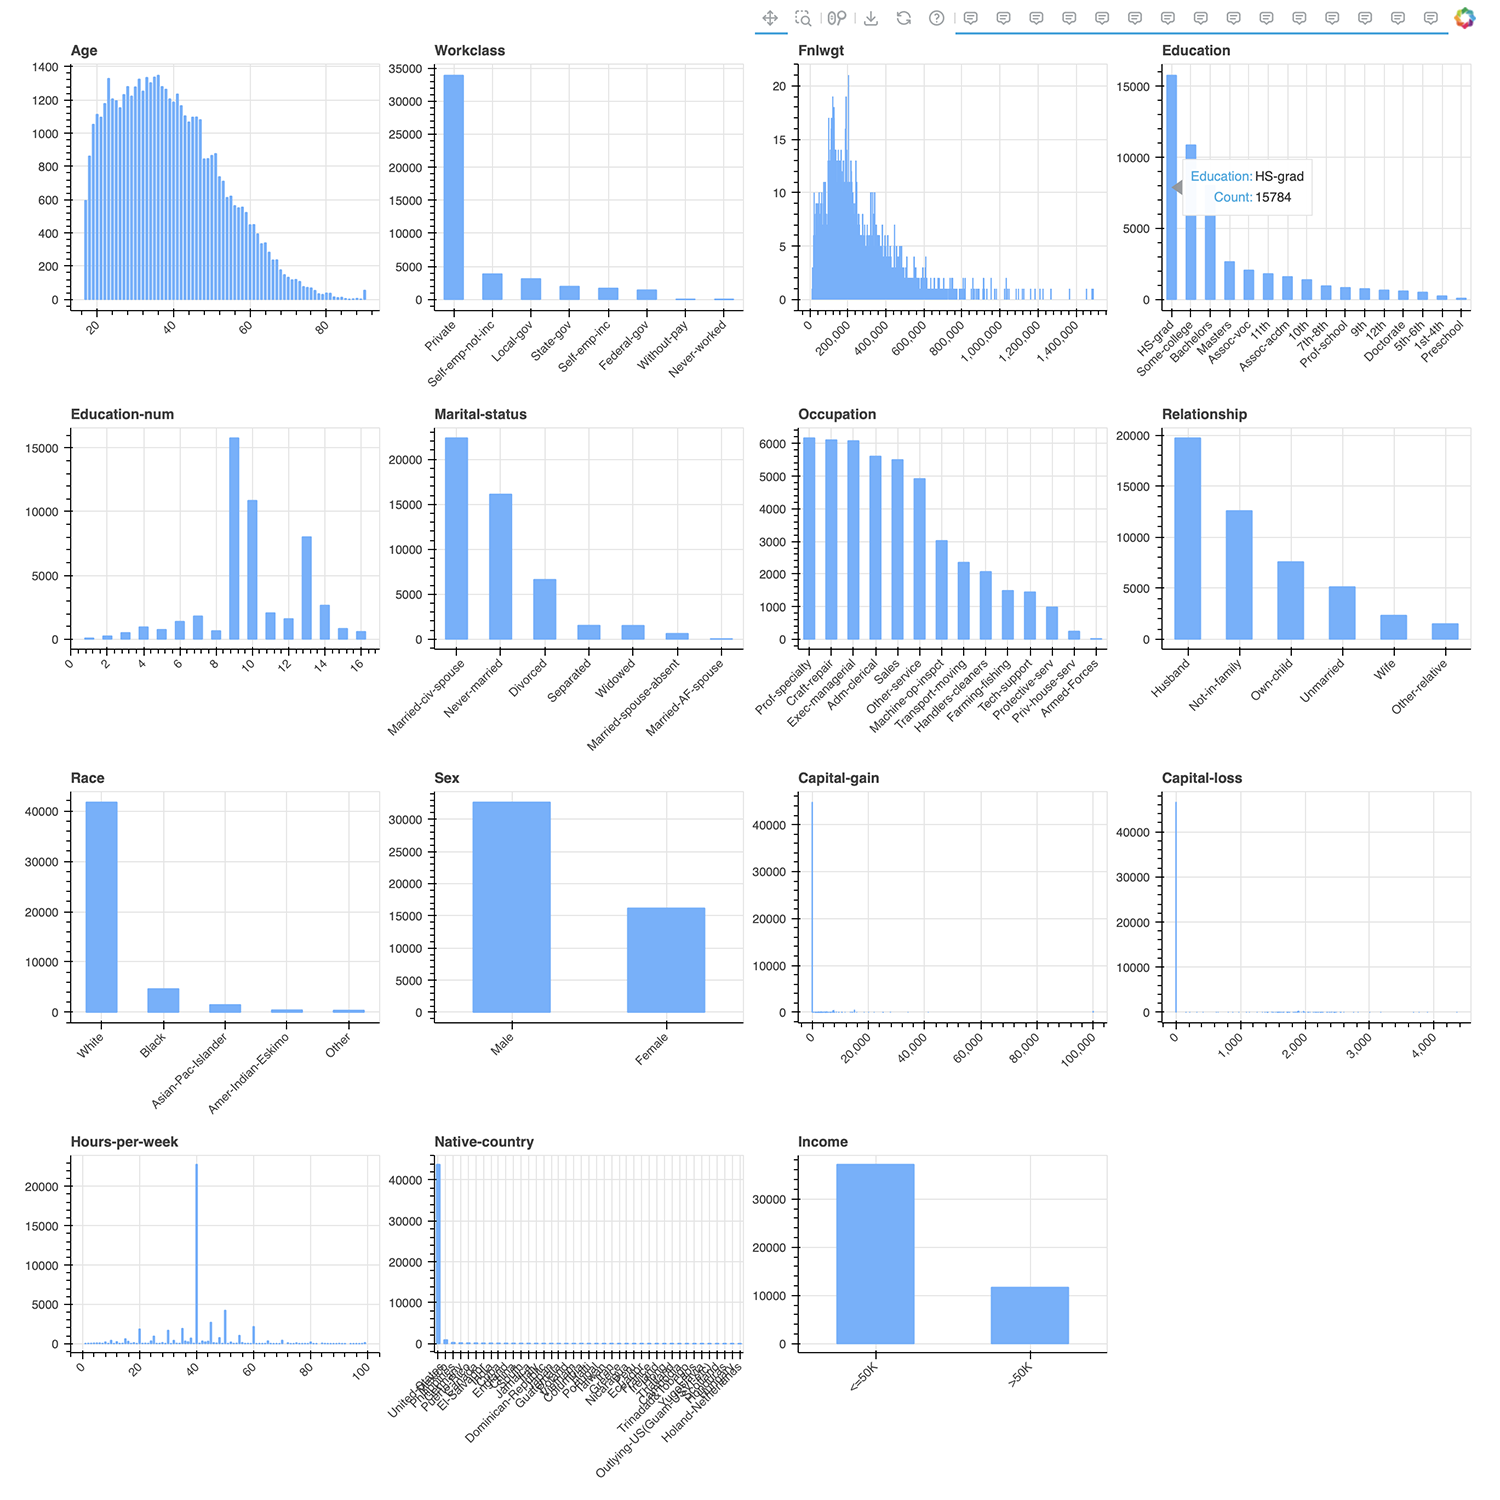 Age
1400
1200
1000
800
600
400
200
0
20
40
60
80
Workclass
35000
30000
25000
20000
15000
10000
5000
0
Private
Self-emp-not-inc
Local-gov
State-gov
Self-emp-inc
Federal-gov
Without-pay
Never-worked
Fnlwgt
20
15
10
5
0
0
200,000
400,000
600,000
800,000
1,000,000
1,200,000
1,400,000
Education
15000
10000
5000
0
Education: HS-grad
Count: 15784
HS-grad
Some-college
Bachelors
Masters
Assoc-voc
11th
Assoc-acdm
10th
7th-8th
Prof-school
9th
12th
Doctorate
5th-6th
1st-4th
Preschool
Education-num
15000
10000
5000
0
0
2
4
6
8
10
12
14
16
Marital-status
20000
15000
10000
5000
0
Married-civ-spouse
Never-married
Divorced
Separated
Widowed
Married-spouse-absent
Married-AF-spouse
Occupation
6000
5000
4000
3000
2000
1000
0
Prof-specialty
Craft-repair
Exec-managerial
Adm-clerical
Sales
Other-service
Machine-op-inspct
Transport-moving
Handlers-cleaners
Farming-fishing
Tech-support
Protective-serv
Priv-house-serv
Armed-Forces
Relationship
20000
15000
10000
5000
0
Husband
Not-in-family
Own-child
Unmarried
Wife
Other-relative
Race
40000
30000
20000
10000
0
White
Black
Asian-Pac-Islander
Amer-Indian-Eskimo
Other
Sex
30000
25000
20000
15000
10000
5000
0
Male
Female
Capital-gain
40000
30000
20000
10000
0
0
20,000
40,000
60,000
80,000
100,000
Capital-loss
40000
30000
20000
10000
0
0
1,000
2,000
3,000
4,000
Hours-per-week
20000
15000
10000
5000
0
0
20
40
60
80
100
Native-country
40000
30000
20000
10000
0
United-States
El-Salvador
Dominican-Republic
Outlying-US(Guam-
Holand-Netherlands
Income
30000
20000
10000
0
<=50K
>50K